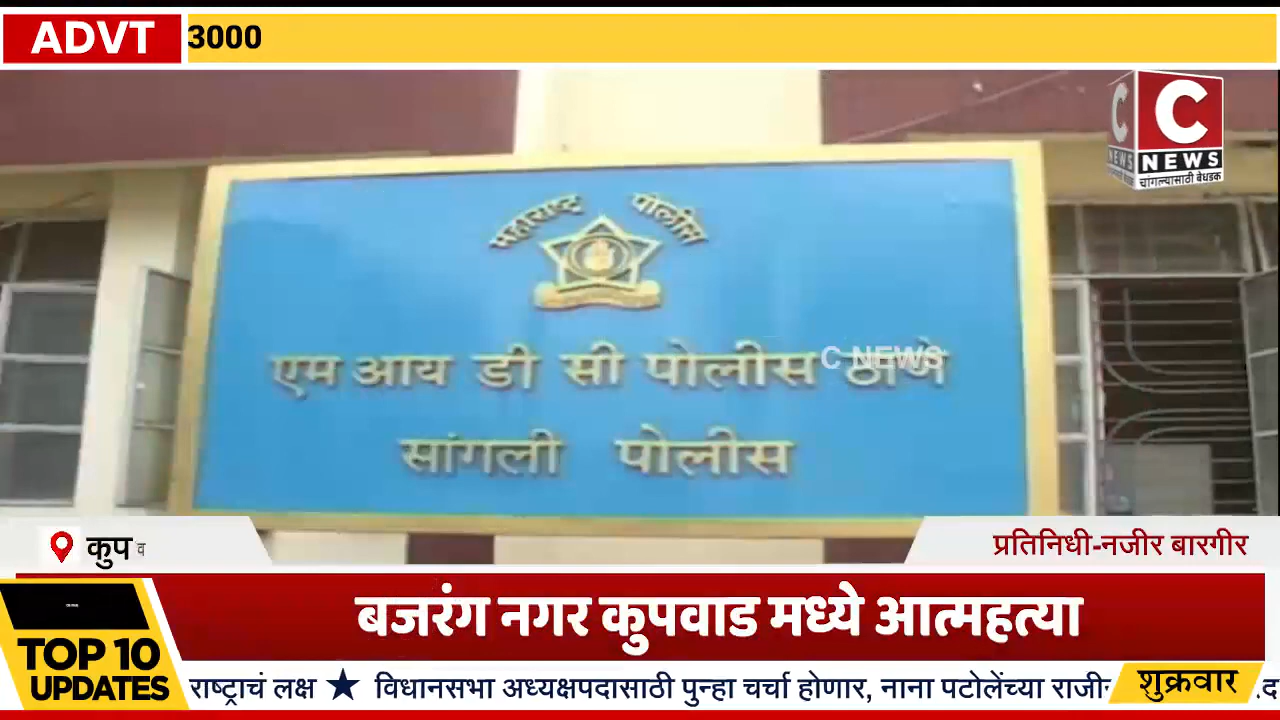 ADVT 3000
C
NEWS
चांगल्यासाठी बेधडक
महाराष्ट्र पोलीस
एम आय डी सी पोलीस ठाणे
C NEWS
सांगली पोलीस
कुपव
प्रतिनिधी-नजीर बारगीर
बजरंग नगर कुपवाड मध्ये आत्महत्या
TOP 10
UPDATES
राष्ट्राचं लक्ष ★ विधानसभा अध्यक्षपदासाठी पुन्हा चर्चा होणार, नाना पटोलेंच्या
शुक्रवार